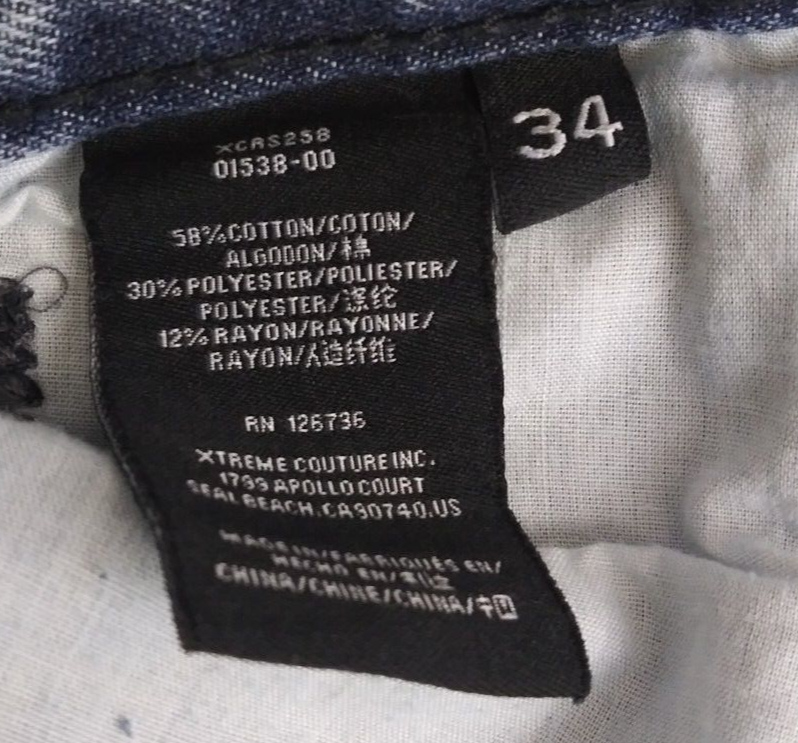 34
XCRS258
01538-00
58%COTTON/COTON/
ALGODON/棉
30% POLYESTER/POLIESTER/
POLYESTER/涤纶
12% RAYON/RAYONNE/
RAYON/人造纤维
RN 126736
XTREME COUTURE INC.
1799 APOLLO COURT
SEAL BEACH.CA90740.US
MADE IN/FABRIQUÉS EN/
HECHO EN/制造
CHINA/CHINE/CHINA/中国